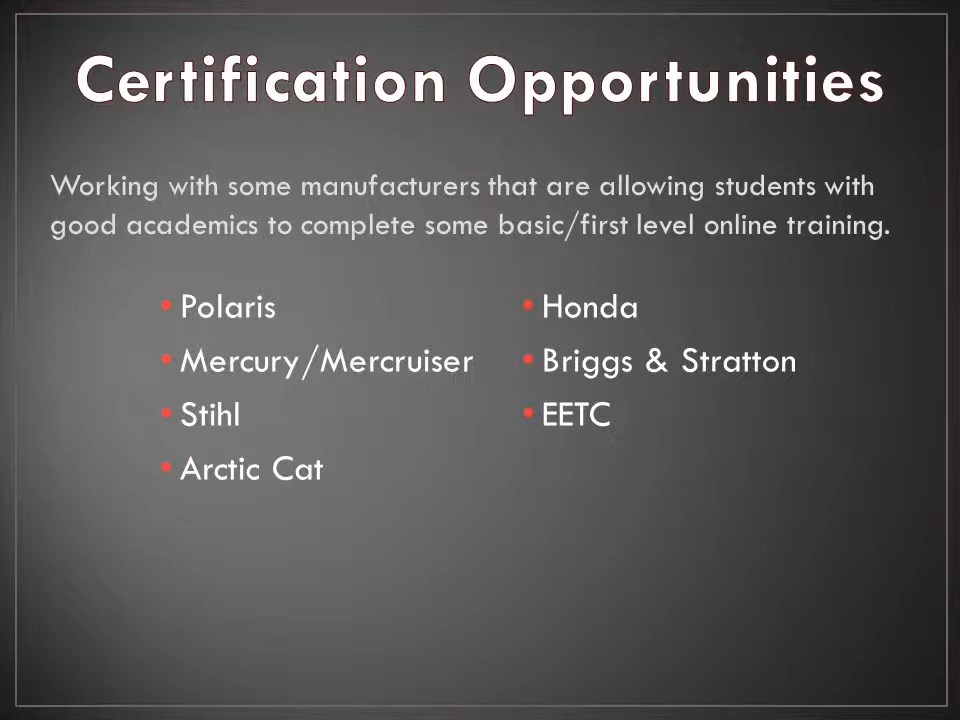 Certification Opportunities
Working with some manufacturers that are allowing students with
good academics to complete some basic/first level online training.
• Polaris
• Mercury/Mercruiser
• Stihl
• Arctic Cat
• Honda
• Briggs & Stratton
• EETC